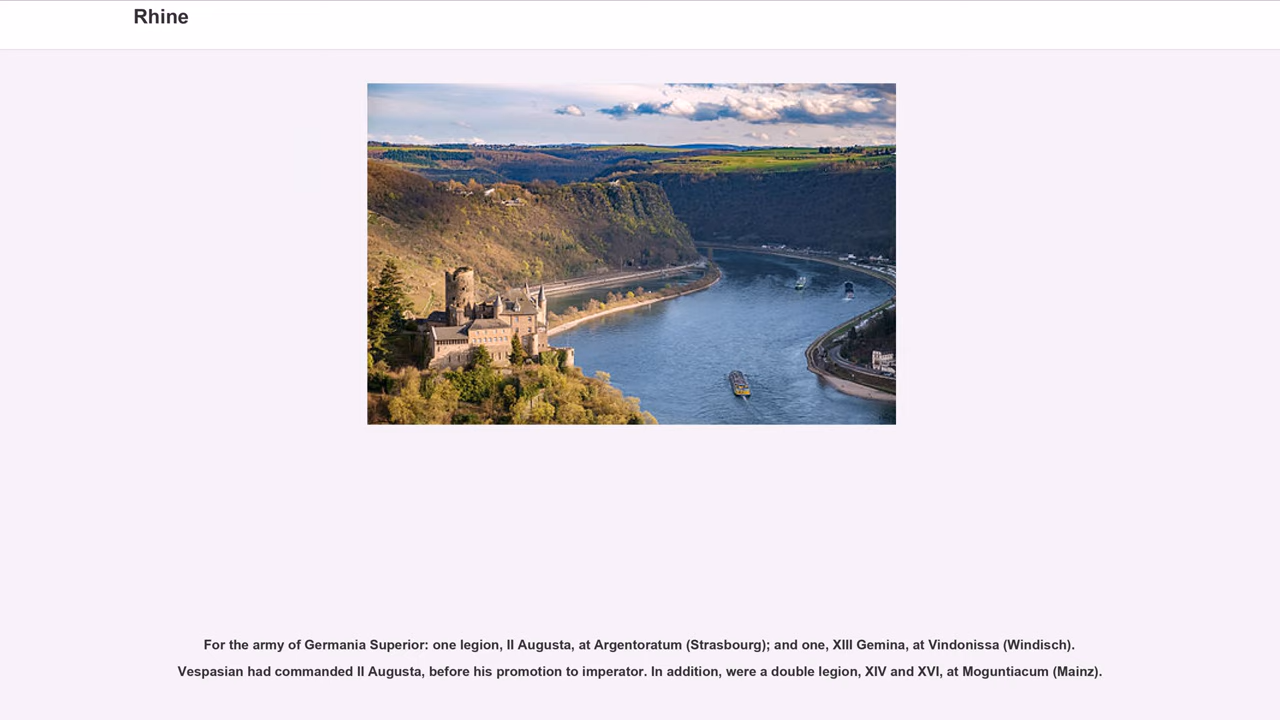 Rhine
For the army of Germania Superior: one legion, II Augusta, at Argentoratum (Strasbourg); and one, XIII Gemina, at Vindonissa (Windisch).
Vespasian had commanded II Augusta, before his promotion to imperator. In addition, were a double legion, XIV and XVI, at Moguntiacum (Mainz).